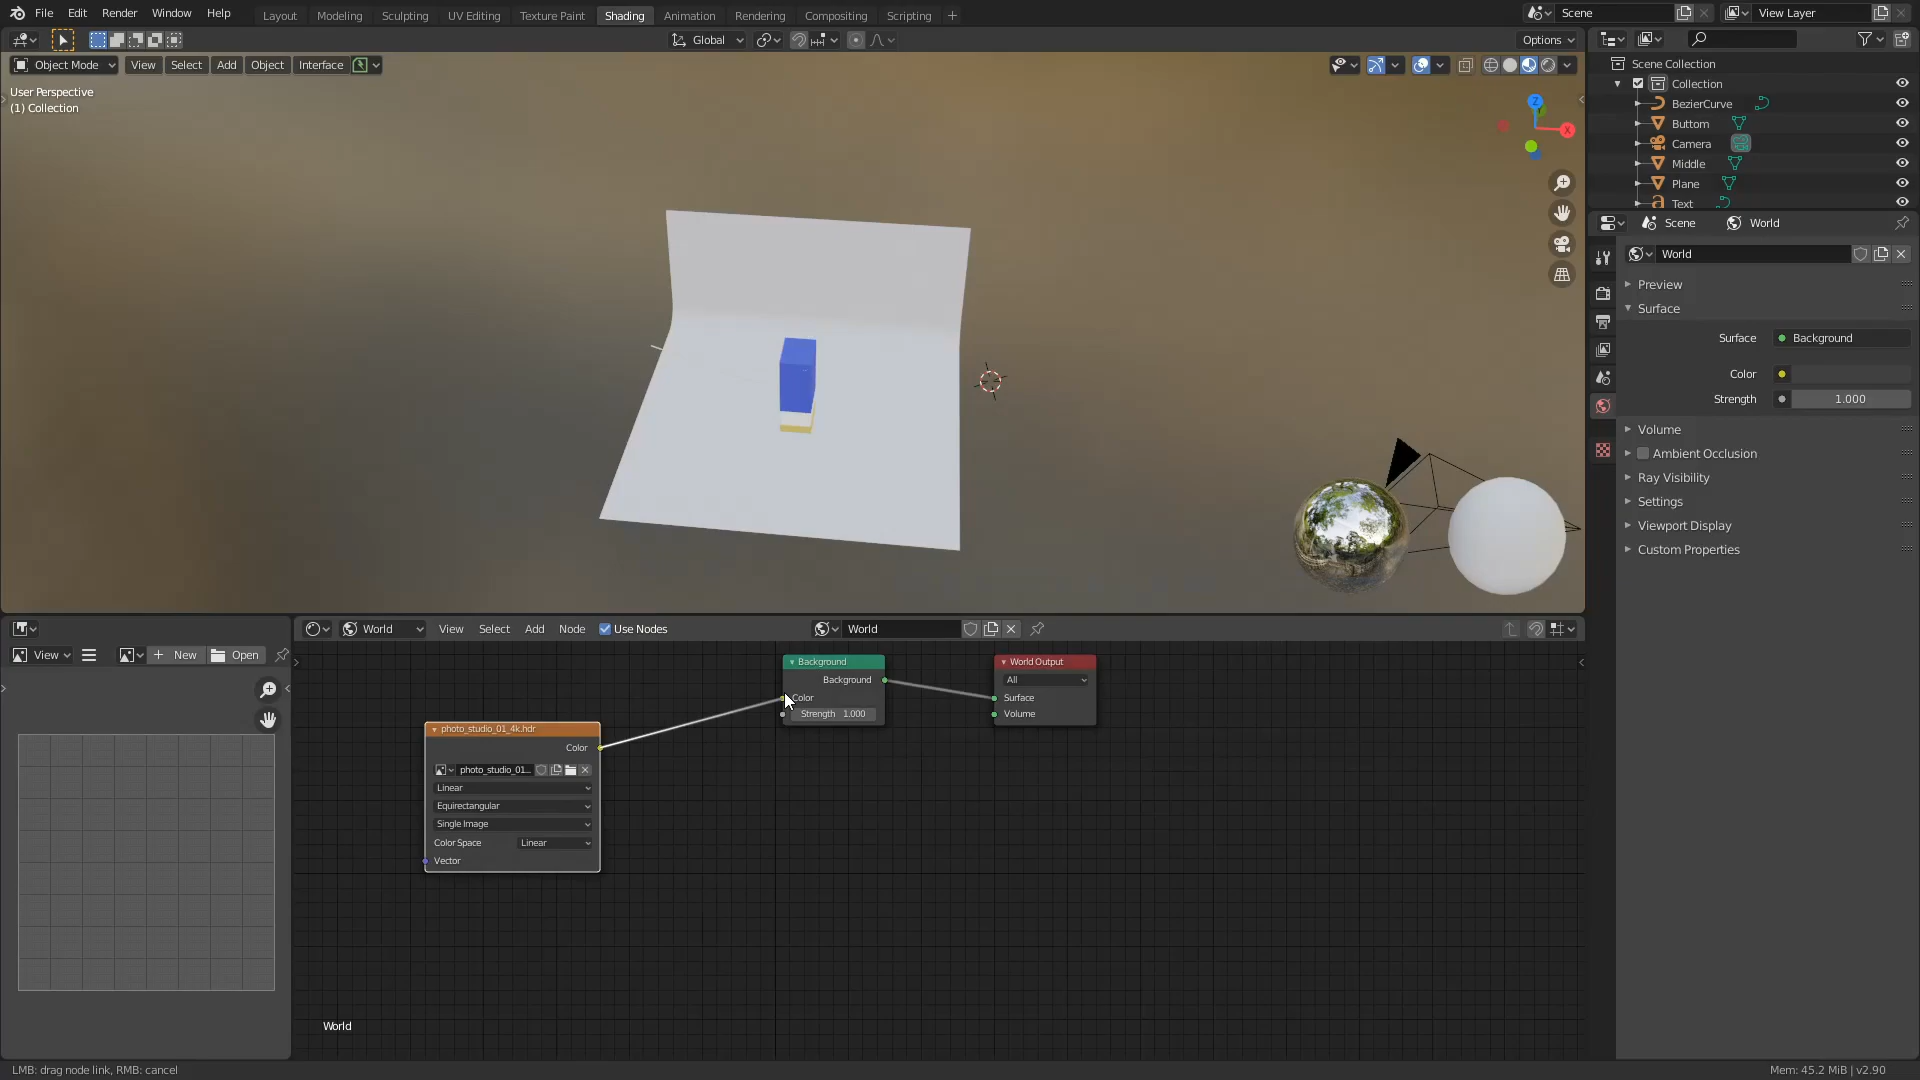 File Edit Render Window Help
Layout Modeling Sculpting UV Editing Texture Paint Shading Animation Rendering Compositing Scripting +
Scene
View Layer
Global
Options
Object Mode View Select Add Object Interface
User Perspective
(1) Collection
Z
X
Scene Collection
Collection
BezierCurve
Buttom
Camera
Middle
Plane
Text
Scene World
World
Preview
Surface
Surface Background
Color
Strength 1.000
Volume
Ambient Occlusion
Ray Visibility
Settings
Viewport Display
Custom Properties
World View Select Add Node Use Nodes World
View New Open
Background
Background
Color
Strength 1.000
World Output
All
Surface
Volume
photo_studio_01_4k.hdr
Color
photo_studio_01...
Linear
Equirectangular
Single Image
Color Space Linear
Vector
World
LMB: drag node link, RMB: cancel
Mem: 45.2 MiB | v2.90